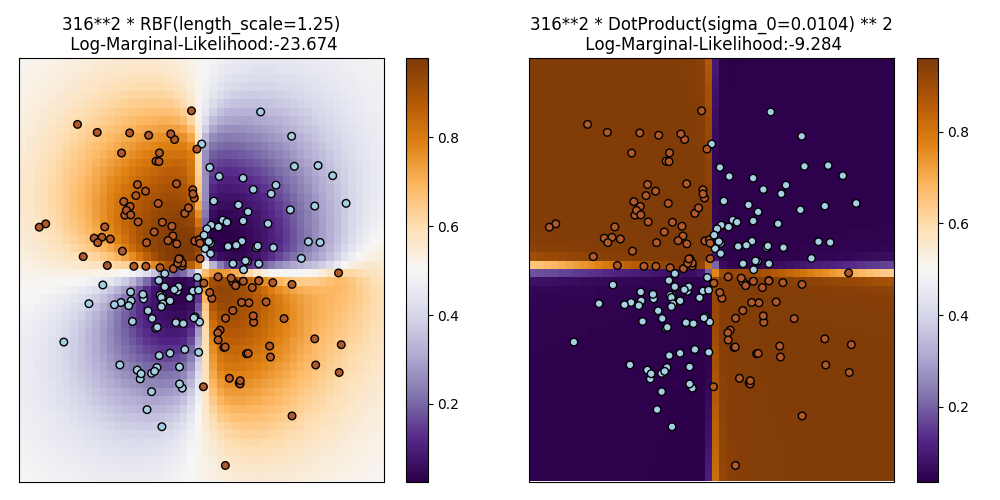 316**2 * RBF(length_scale=1.25)
Log-Marginal-Likelihood:-23.674
0.8
0.6
0.4
0.2
316**2 * DotProduct(sigma_0=0.0104) ** 2
Log-Marginal-Likelihood:-9.284
0.8
0.6
0.4
0.2